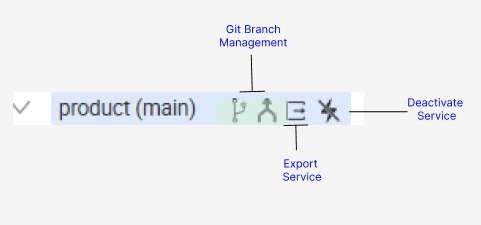 Git Branch
Management
product (main)
Deactivate
Service
Export
Service